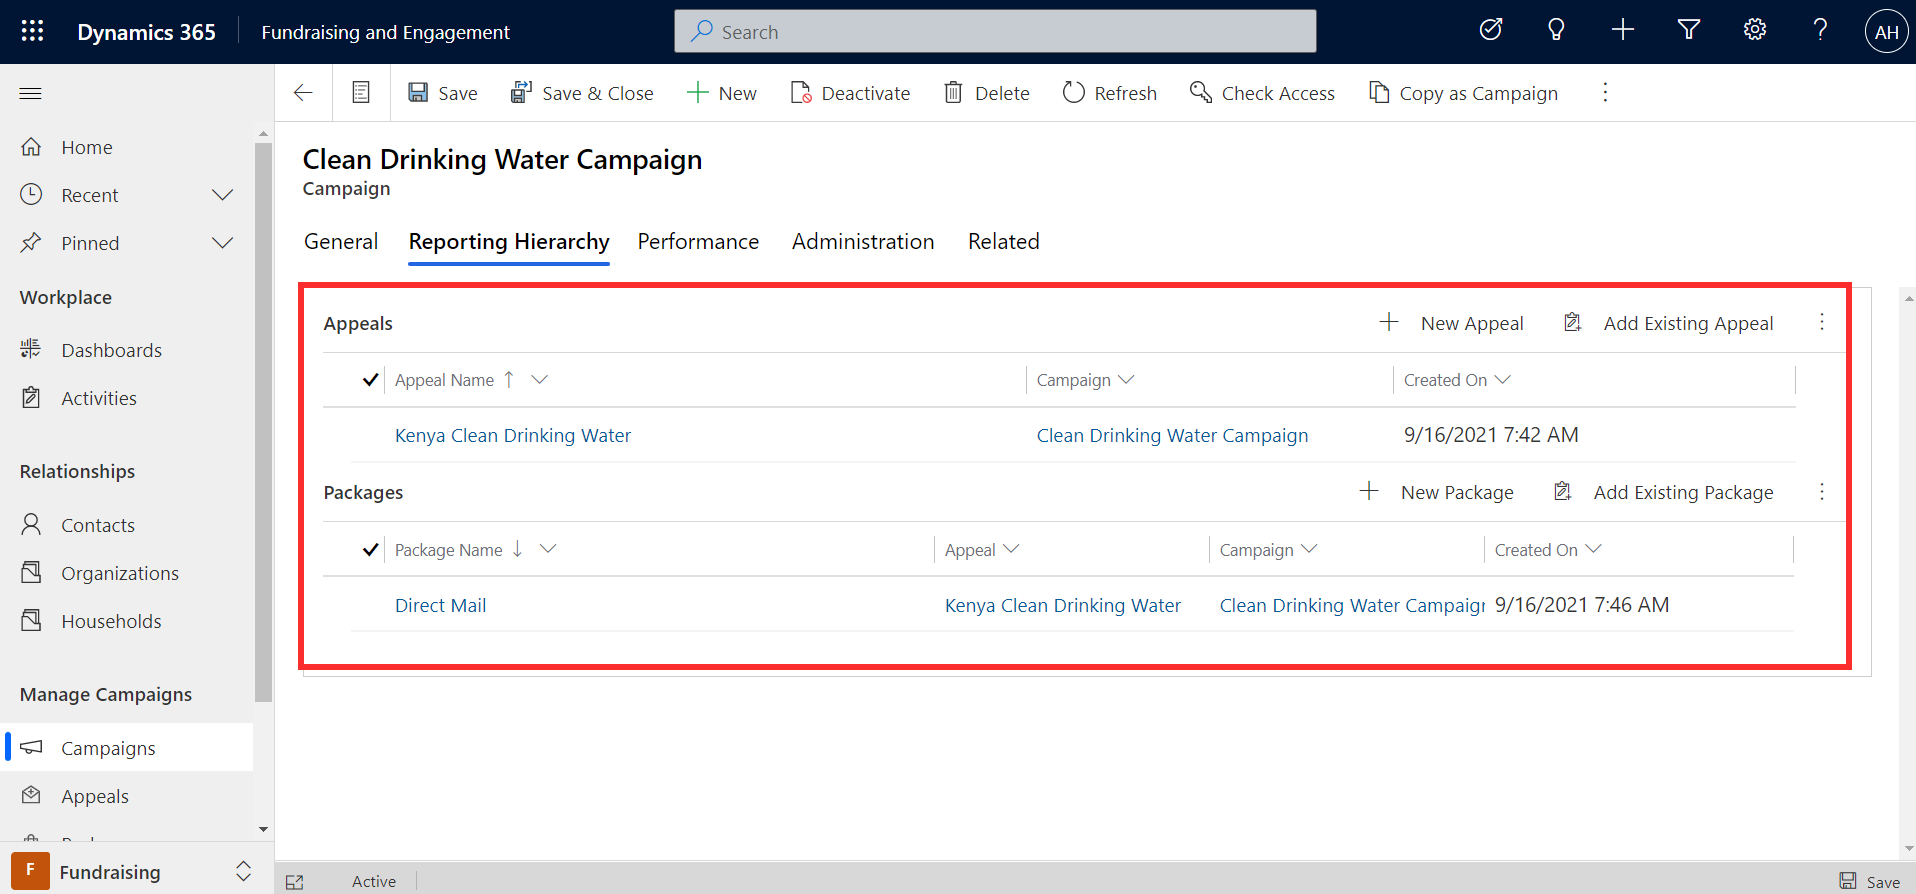 Dynamics 365 Fundraising and Engagement Search AH
Save Save & Close New Deactivate Delete Refresh Check Access Copy as Campaign
Home
Recent
Pinned
Workplace
Dashboards
Activities
Relationships
Contacts
Organizations
Households
Manage Campaigns
Campaigns
Appeals
F Fundraising
Clean Drinking Water Campaign
Campaign
General Reporting Hierarchy Performance Administration Related
Appeals New Appeal Add Existing Appeal
Appeal Name Campaign Created On
Kenya Clean Drinking Water Clean Drinking Water Campaign 9/16/2021 7:42 AM
Packages New Package Add Existing Package
Package Name Appeal Campaign Created On
Direct Mail Kenya Clean Drinking Water Clean Drinking Water Campaign 9/16/2021 7:46 AM
Active Save